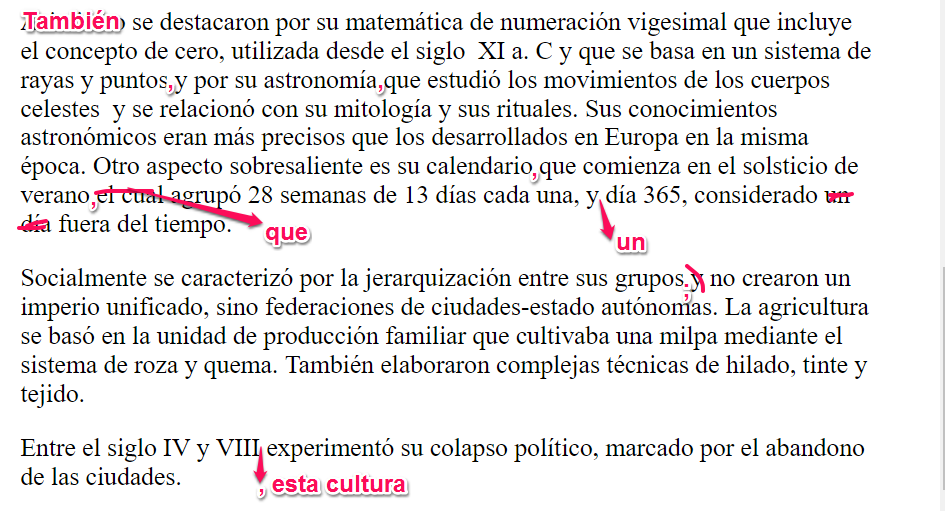 También se destacaron por su matemática de numeración vigesimal que incluye
el concepto de cero, utilizada desde el siglo XI a. C y que se basa en un sistema de
rayas y puntos,y por su astronomía,que estudió los movimientos de los cuerpos
celestes y se relacionó con su mitología y sus rituales. Sus conocimientos
astronómicos eran más precisos que los desarrollados en Europa en la misma
época. Otro aspecto sobresaliente es su calendario,que comienza en el solsticio de
verano,el cual agrupó 28 semanas de 13 días cada una, y día 365, considerado un
día fuera del tiempo.
que
un
Socialmente se caracterizó por la jerarquización entre sus grupos;y no crearon un
imperio unificado, sino federaciones de ciudades-estado autónomas. La agricultura
se basó en la unidad de producción familiar que cultivaba una milpa mediante el
sistema de roza y quema. También elaboraron complejas técnicas de hilado, tinte y
tejido.
Entre el siglo IV y VIII experimentó su colapso político, marcado por el abandono
de las ciudades.
, esta cultura